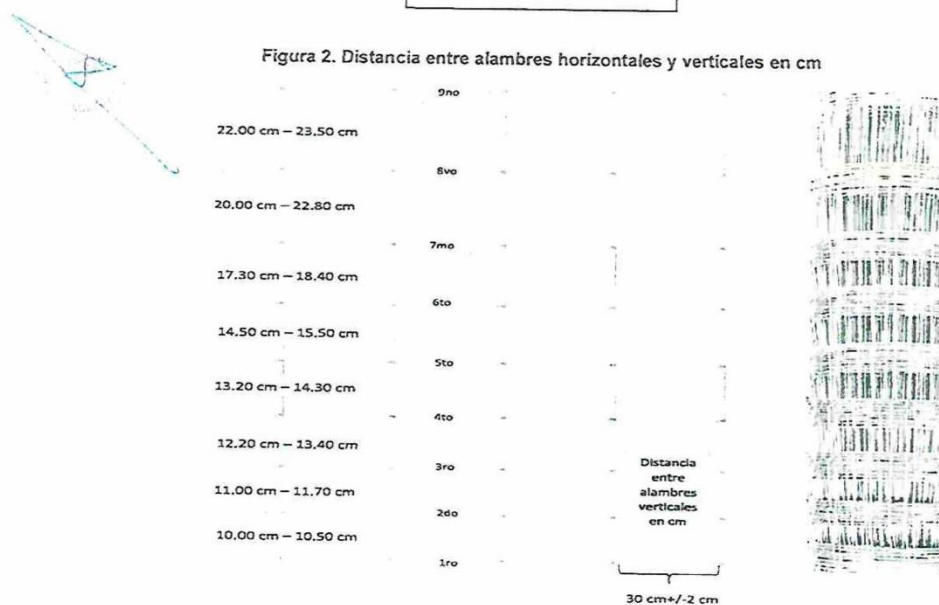 Figura 2. Distancia entre alambres horizontales y verticales en cm
9no
22.00 cm – 23.50 cm
8vo
20.00 cm – 22.80 cm
7mo
17.30 cm – 18.40 cm
6to
14.50 cm – 15.50 cm
5to
13.20 cm – 14.30 cm
4to
12.20 cm – 13.40 cm
3ro
11.00 cm – 11.70 cm
2do
10.00 cm – 10.50 cm
1ro
Distancia
entre
alambres
verticales
en cm
30 cm+/-2 cm